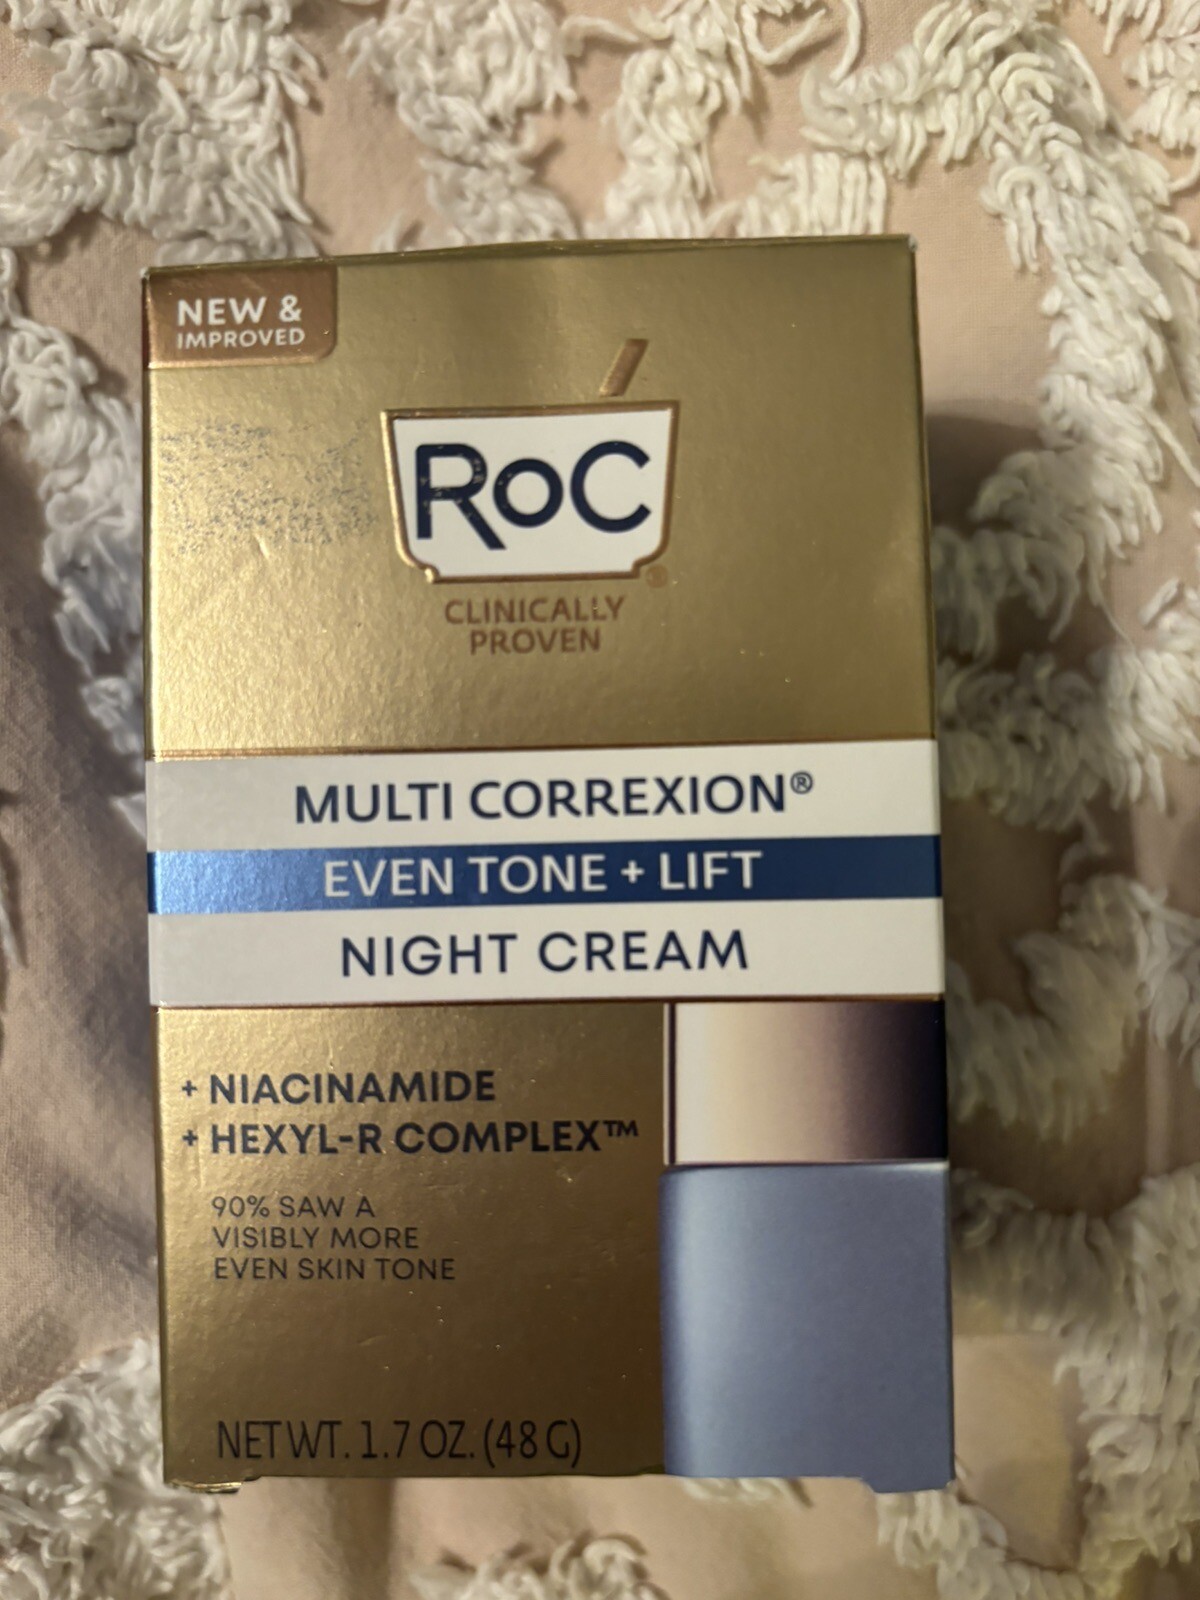 NEW &
IMPROVED
RoC®
CLINICALLY
PROVEN
MULTI CORREXION®
EVEN TONE + LIFT
NIGHT CREAM
+ NIACINAMIDE
+ HEXYL-R COMPLEX™
90% SAW A
VISIBLY MORE
EVEN SKIN TONE
NET WT. 1.7 OZ. (48 G)